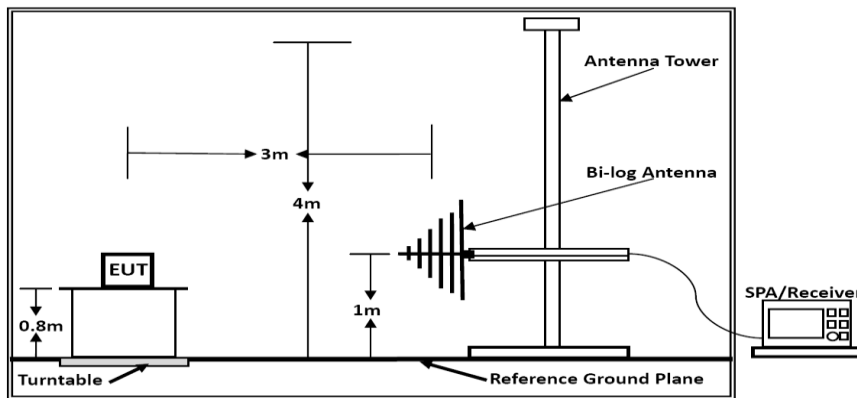 Antenna Tower
3m
Bi-log Antenna
4m
EUT
SPA/Receiver
0.8m
1m
Turntable
Reference Ground Plane